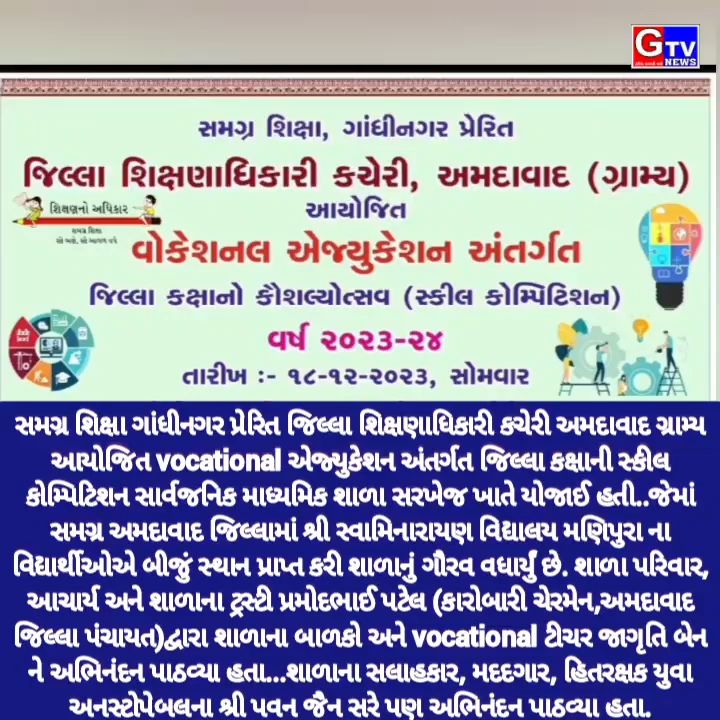 GTV
NEWS
સમગ્ર શિક્ષા, ગાંધીનગર પ્રેરિત
જિલ્લા શિક્ષણાધિકારી કચેરી, અમદાવાદ (ગ્રામ્ય)
શિક્ષણનો અધિકાર
સમગ્ર શિક્ષા
સૌ ભણે, સૌ આગળ વધે
આયોજિત
વોકેશનલ એજ્યુકેશન અંતર્ગત
જિલ્લા કક્ષાનો કૌશલ્યોત્સવ (સ્કીલ કોમ્પિટિશન)
વર્ષ ૨૦૨૩-૨૪
તારીખ :- ૧૮-૧૨-૨૦૨૩, સોમવાર
સમગ્ર શિક્ષા ગાંધીનગર પ્રેરિત જિલ્લા શિક્ષણાધિકારી કચેરી અમદાવાદ ગ્રામ્ય
આયોજિત vocational એજ્યુકેશન અંતર્ગત જિલ્લા કક્ષાની સ્કીલ
કોમ્પિટિશન સાર્વજનિક માધ્યમિક શાળા સરખેજ ખાતે યોજાઈ હતી..જેમાં
સમગ્ર અમદાવાદ જિલ્લામાં શ્રી સ્વામિનારાયણ વિદ્યાલય મણિપુરા ના
વિદ્યાર્થીઓએ બીજું સ્થાન પ્રાપ્ત કરી શાળાનું ગૌરવ વધાર્યું છે. શાળા પરિવાર,
આચાર્ય અને શાળાના ટ્રસ્ટી પ્રમોદભાઈ પટેલ (કારોબારી ચેરમેન,અમદાવાદ
જિલ્લા પંચાયત)દ્વારા શાળાના બાળકો અને vocational ટીચર જાગૃતિ બેન
ને અભિનંદન પાઠવ્યા હતા...શાળાના સલાહકાર, મદદગાર, હિતરક્ષક યુવા
અનસ્ટોપેબલના શ્રી પવન જૈન સરે પણ અભિનંદન પાઠવ્યા હતા.